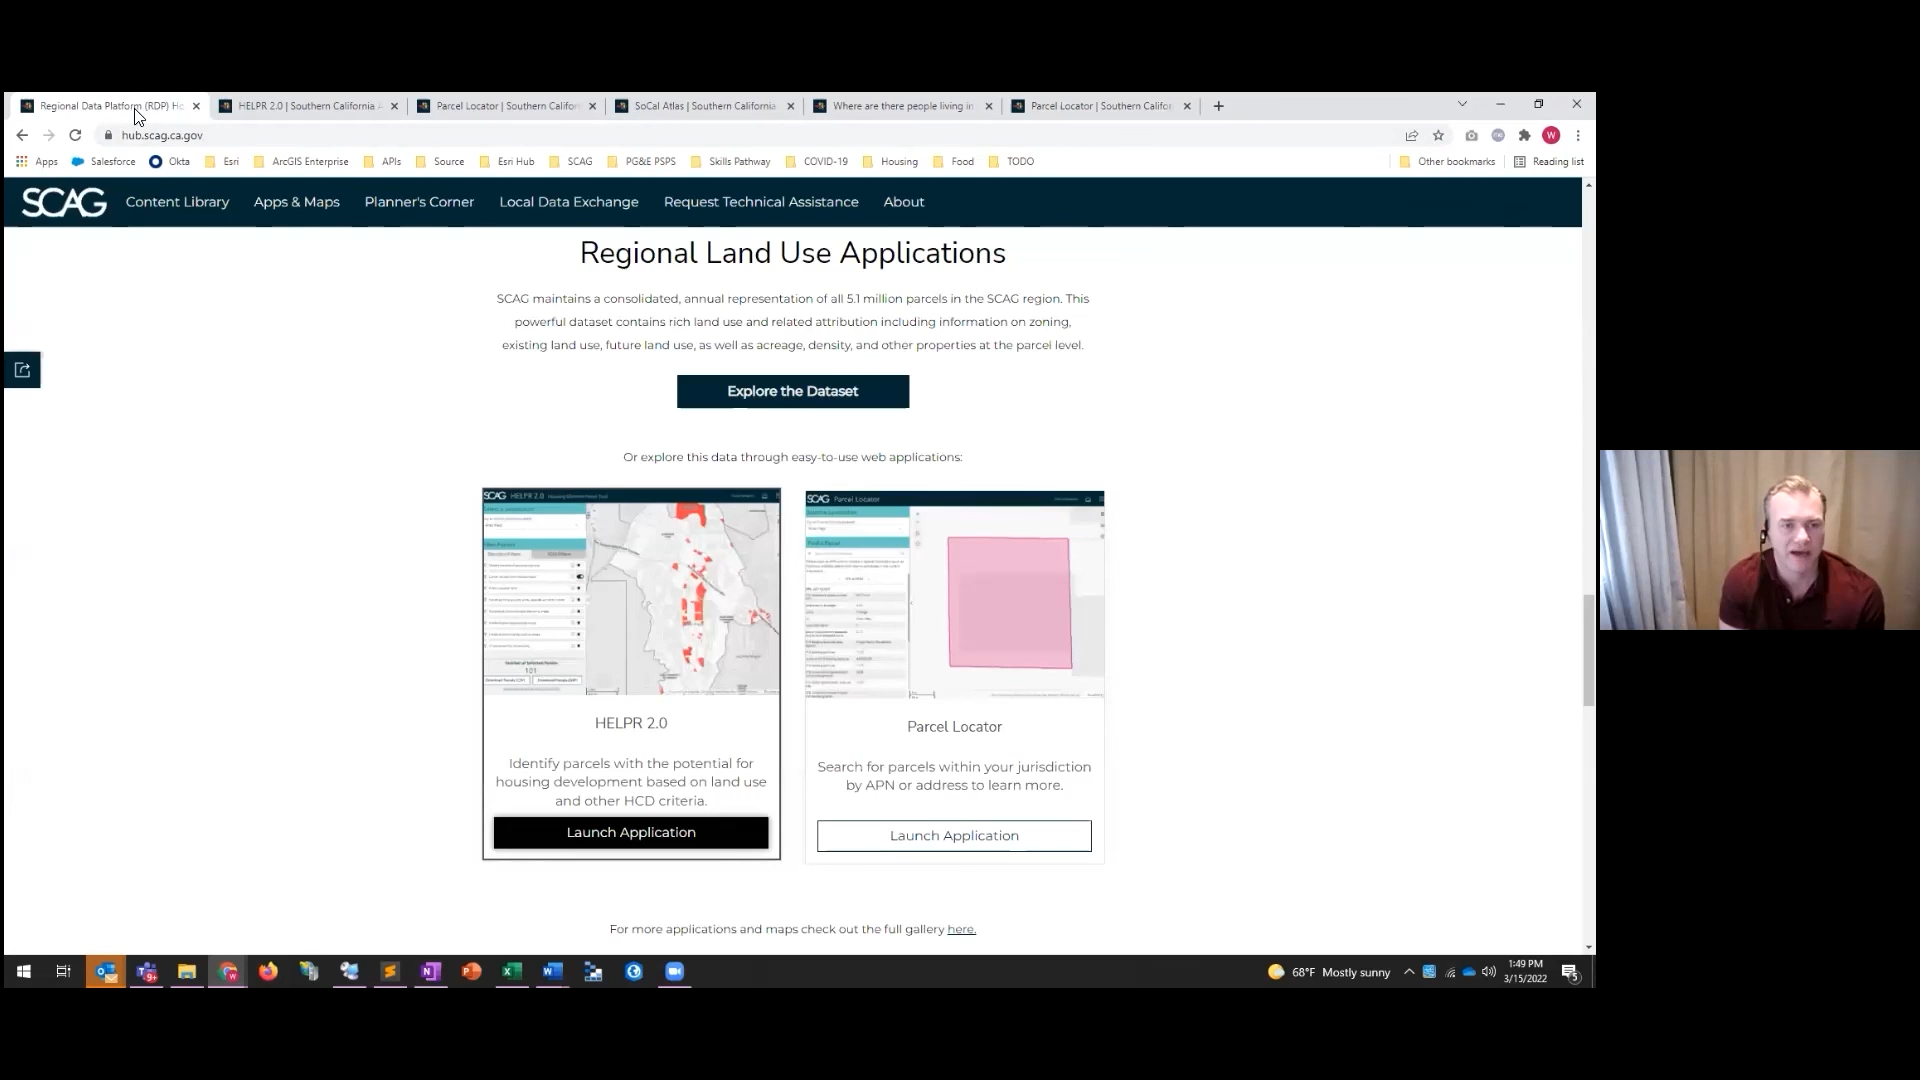 Regional Data Platform (RDP) Ho
HELPR 2.0 | Southern California A
Parcel Locator | Southern Califor
SoCal Atlas | Southern California
Where are there people living in
Parcel Locator | Southern Califor
hub.scag.ca.gov
W
Apps
Salesforce
Okta
Esri
ArcGIS Enterprise
APIs
Source
Esri Hub
SCAG
PG&E PSPS
Skills Pathway
COVID-19
Housing
Food
TODO
Other bookmarks
Reading list
SCAG
Content Library
Apps & Maps
Planner's Corner
Local Data Exchange
Request Technical Assistance
About
Regional Land Use Applications
SCAG maintains a consolidated, annual representation of all 5.1 million parcels in the SCAG region. This
powerful dataset contains rich land use and related attribution including information on zoning,
existing land use, future land use, as well as acreage, density, and other properties at the parcel level.
Explore the Dataset
Or explore this data through easy-to-use web applications:
SCAG HELPR 2.0
SCAG Parcel Locator
101
HELPR 2.0
Identify parcels with the potential for
housing development based on land use
and other HCD criteria.
Launch Application
Parcel Locator
Search for parcels within your jurisdiction
by APN or address to learn more.
Launch Application
For more applications and maps check out the full gallery here.
68°F Mostly sunny
1:49 PM
3/15/2022
5